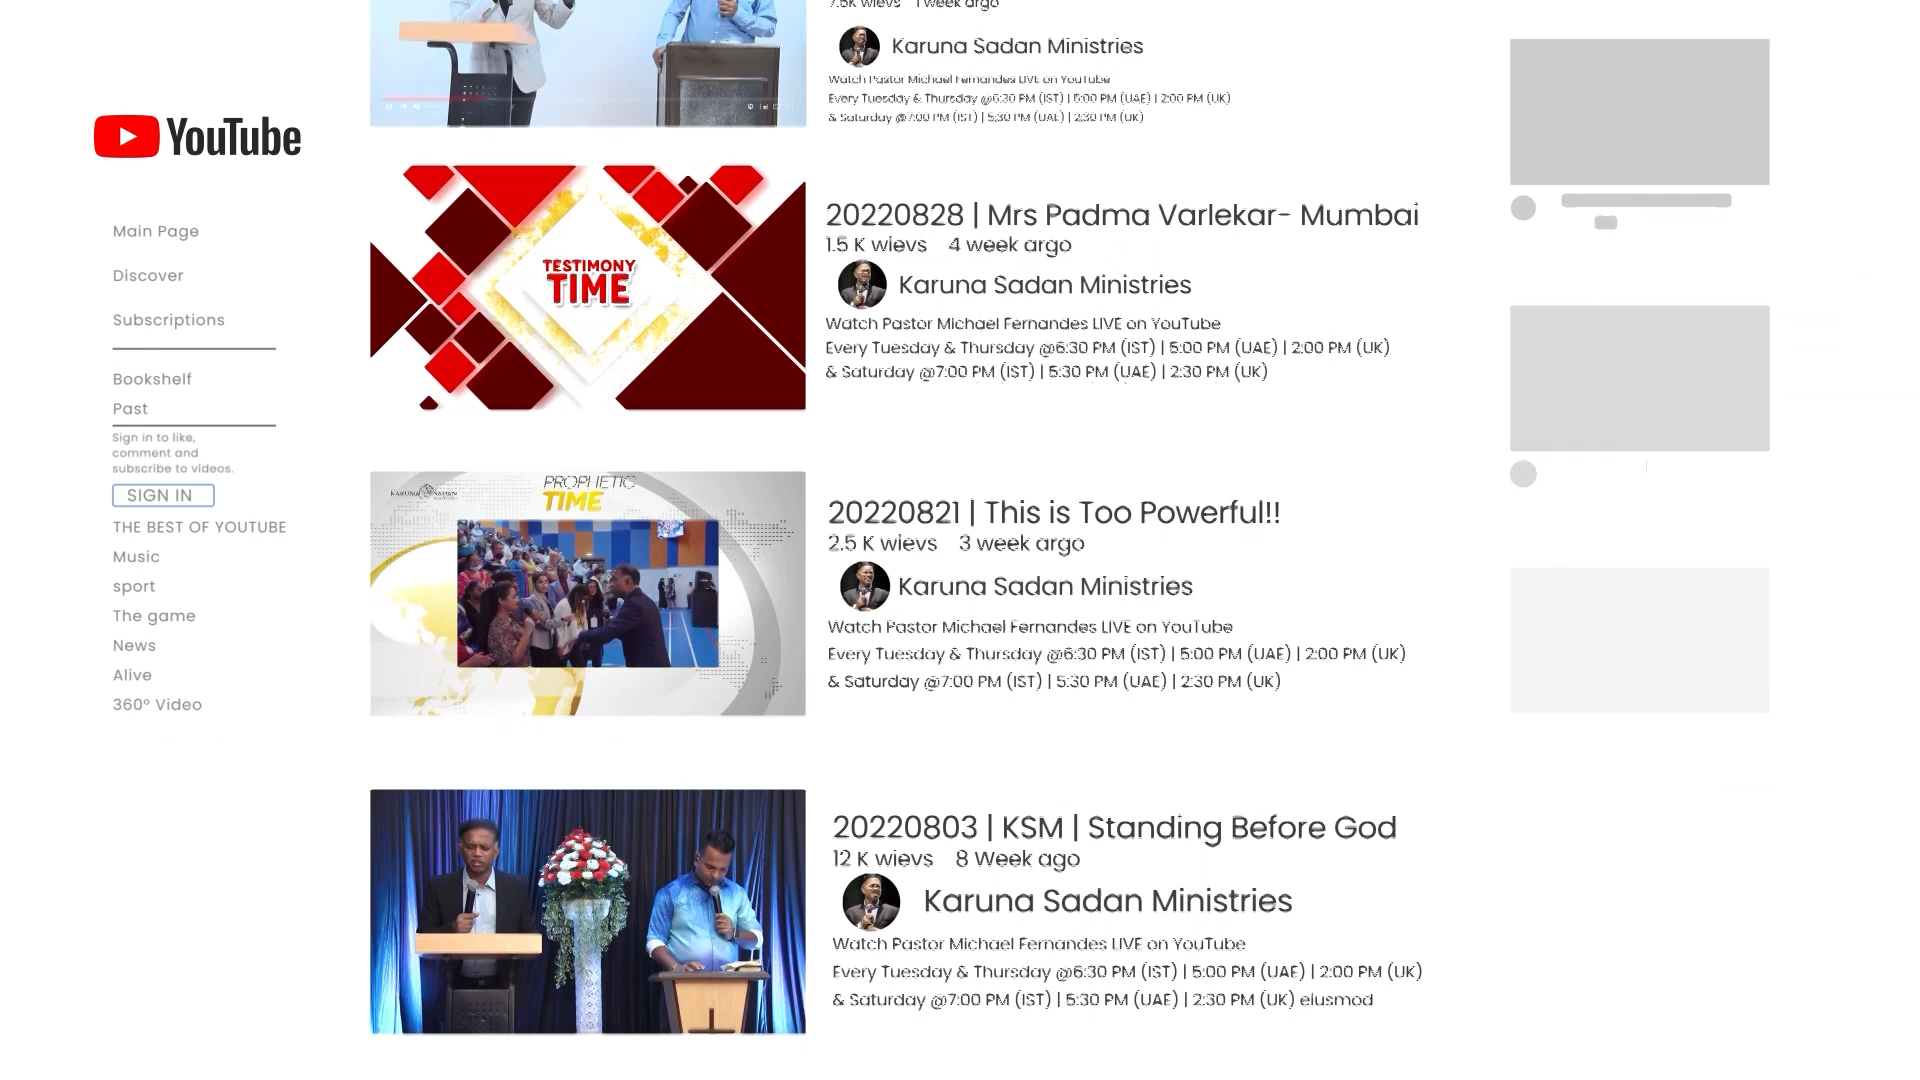 YouTube
Main Page
Discover
Subscriptions
Bookshelf
Past
Sign in to like,
comment and
subscribe to videos.
SIGN IN
THE BEST OF YOUTUBE
Music
sport
The game
News
Alive
360° Video
7.5K wievs 1 week argo
Karuna Sadan Ministries
Watch Pastor Michael Fernandes LIVE on YouTube
Every Tuesday & Thursday @6:30 PM (IST) | 5:00 PM (UAE) | 2:00 PM (UK)
& Saturday @7:00 PM (IST) | 5:30 PM (UAE) | 2:30 PM (UK)
TESTIMONY
TIME
20220828 | Mrs Padma Varlekar- Mumbai
1.5 K wievs 4 week argo
Karuna Sadan Ministries
Watch Pastor Michael Fernandes LIVE on YouTube
Every Tuesday & Thursday @6:30 PM (IST) | 5:00 PM (UAE) | 2:00 PM (UK)
& Saturday @7:00 PM (IST) | 5:30 PM (UAE) | 2:30 PM (UK)
KARUNA SADAN
PROPHETIC
TIME
20220821 | This is Too Powerful!!
2.5 K wievs 3 week argo
Karuna Sadan Ministries
Watch Pastor Michael Fernandes LIVE on YouTube
Every Tuesday & Thursday @6:30 PM (IST) | 5:00 PM (UAE) | 2:00 PM (UK)
& Saturday @7:00 PM (IST) | 5:30 PM (UAE) | 2:30 PM (UK)
20220803 | KSM | Standing Before God
12 K wievs 8 Week ago
Karuna Sadan Ministries
Watch Pastor Michael Fernandes LIVE on YouTube
Every Tuesday & Thursday @6:30 PM (IST) | 5:00 PM (UAE) | 2:00 PM (UK)
& Saturday @7:00 PM (IST) | 5:30 PM (UAE) | 2:30 PM (UK) eiusmod